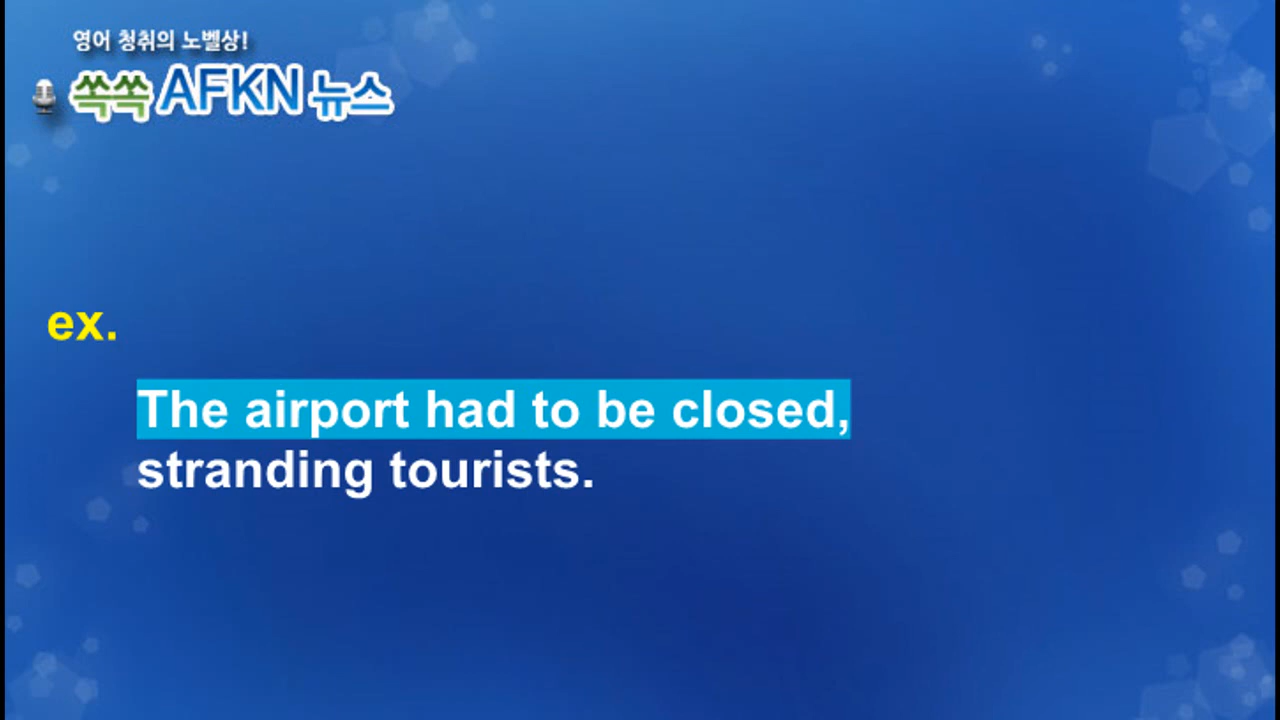 영어 청취의 노벨상!
쏙쏙 AFKN 뉴스
ex.
The airport had to be closed,
stranding tourists.